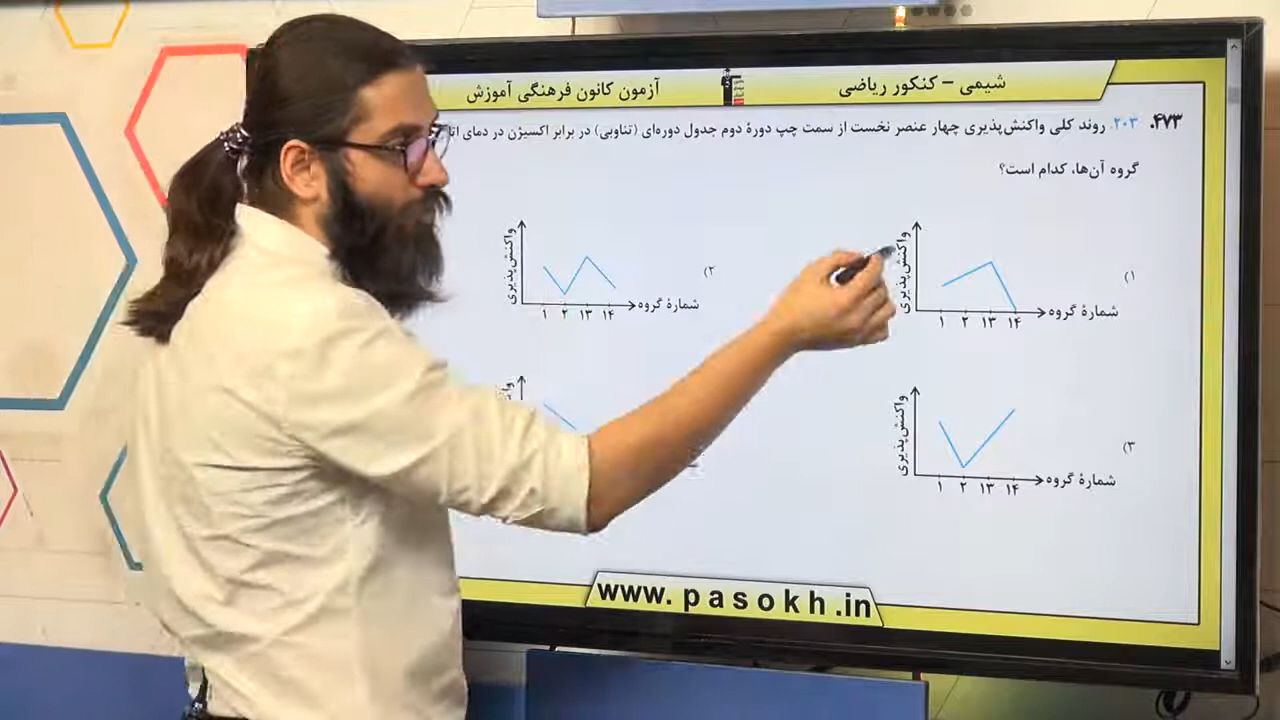 شیمی - کنکور ریاضی
آزمون کانون فرهنگی آموزش
۴۷۳. ۲۰۳. روند کلی واکنش‌پذیری چهار عنصر نخست از سمت چپ دورهٔ دوم جدول دوره‌ای (تناوبی) در برابر اکسیژن در دمای
گروه آن‌ها، کدام است؟
۱)
واکنش‌پذیری
۱ ۲ ۱۳ ۱۴
شمارهٔ گروه
۲)
واکنش‌پذیری
۱ ۲ ۱۳ ۱۴
شمارهٔ گروه
۳)
واکنش‌پذیری
۱ ۲ ۱۳ ۱۴
شمارهٔ گروه
www.pasokh.in